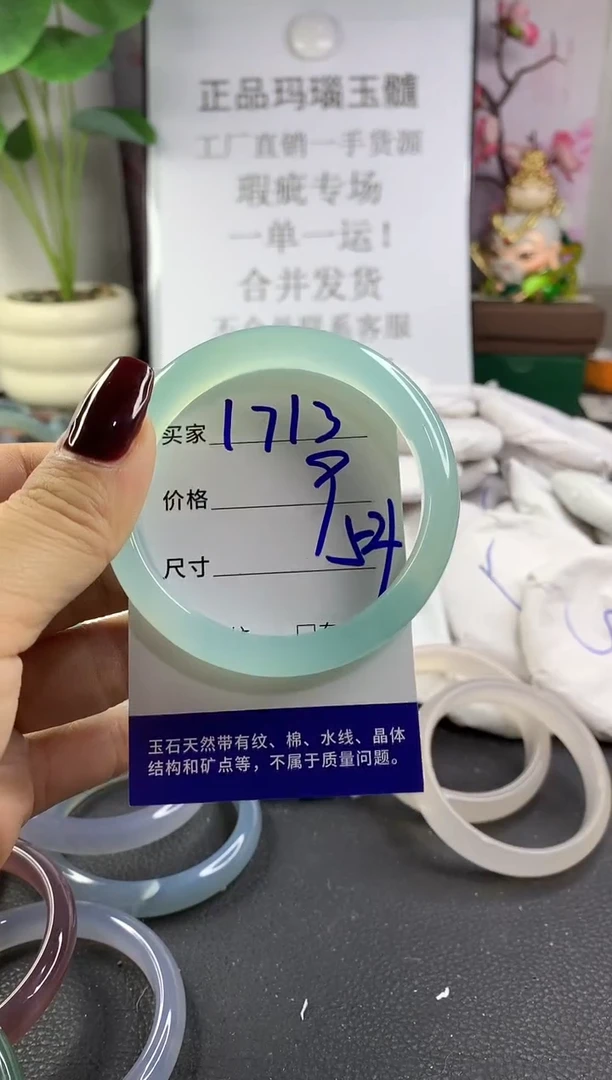 正品玛瑙玉髓
工厂直销一手货源
瑕疵专场
一单一运！
合并发货
买家 1713
价格
尺寸 54
玉石天然带有纹、棉、水线、晶体
结构和矿点等，不属于质量问题。